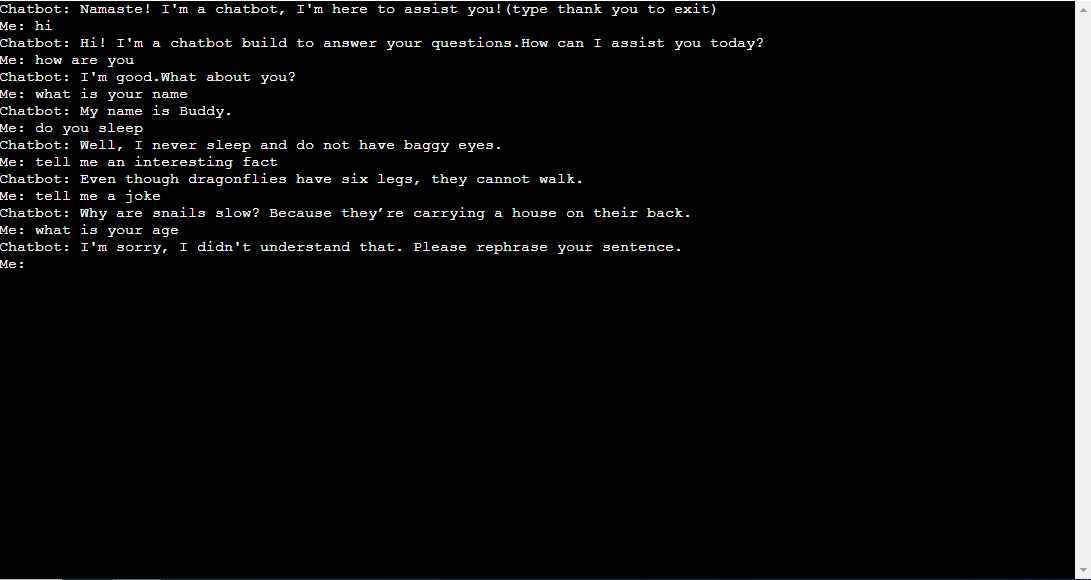 Chatbot: Namaste! I'm a chatbot, I'm here to assist you!(type thank you to exit)
Me: hi
Chatbot: Hi! I'm a chatbot build to answer your questions.How can I assist you today?
Me: how are you
Chatbot: I'm good.What about you?
Me: what is your name
Chatbot: My name is Buddy.
Me: do you sleep
Chatbot: Well, I never sleep and do not have baggy eyes.
Me: tell me an interesting fact
Chatbot: Even though dragonflies have six legs, they cannot walk.
Me: tell me a joke
Chatbot: Why are snails slow? Because they’re carrying a house on their back.
Me: what is your age
Chatbot: I'm sorry, I didn't understand that. Please rephrase your sentence.
Me: